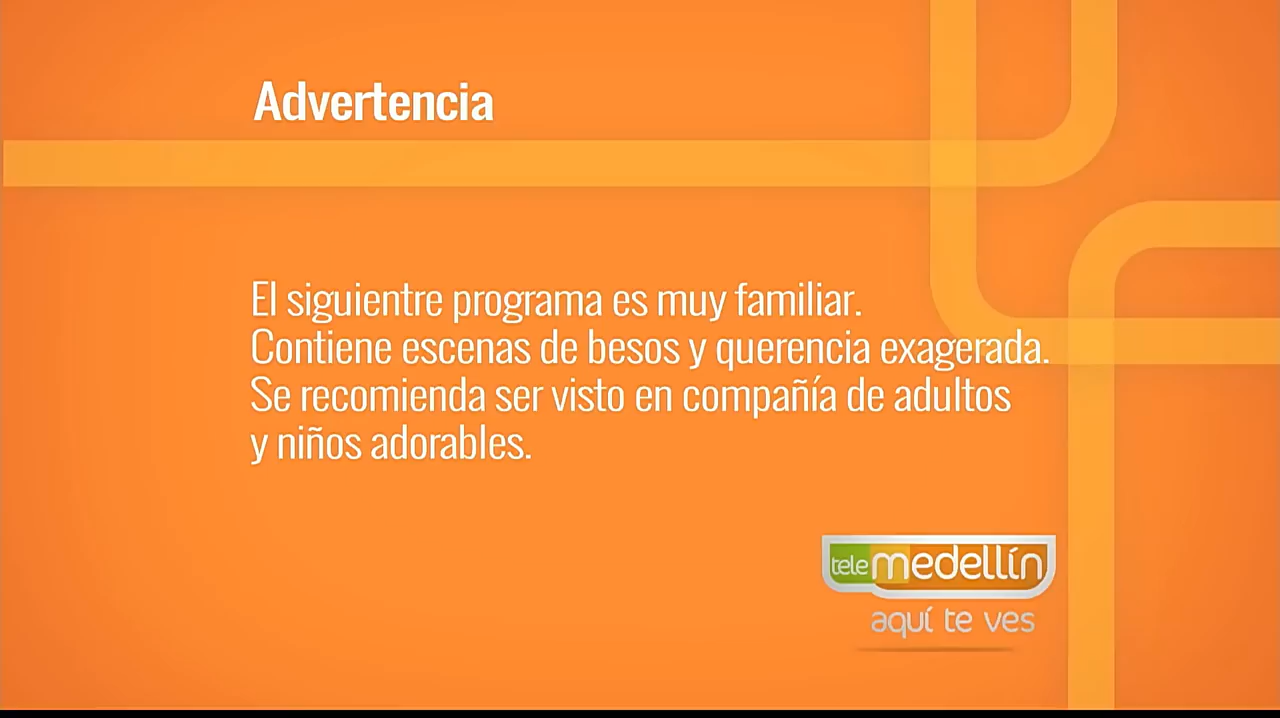 Advertencia
El siguientre programa es muy familiar.
Contiene escenas de besos y querencia exagerada.
Se recomienda ser visto en compañía de adultos
y niños adorables.
tele medellín
aquí te ves